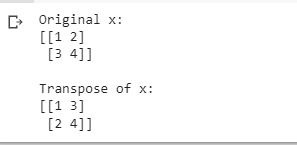 Original x:
[[1 2]
 [3 4]]

Transpose of x:
[[1 3]
 [2 4]]